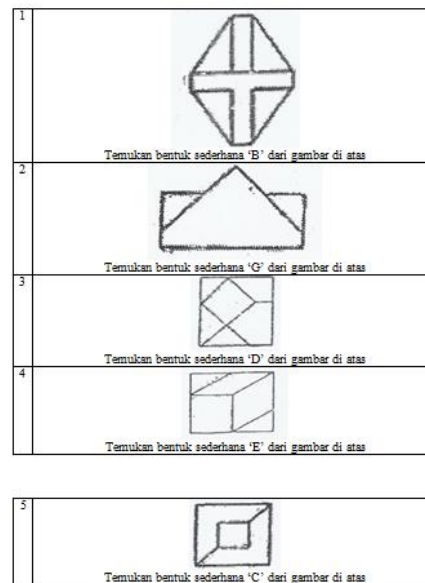 1
Temukan bentuk sederhana ‘B’ dari gambar di atas
2
Temukan bentuk sederhana ‘G’ dari gambar di atas
3
Temukan bentuk sederhana ‘D’ dari gambar di atas
4
Temukan bentuk sederhana ‘E’ dari gambar di atas
5
Temukan bentuk sederhana ‘C’ dari gambar di atas